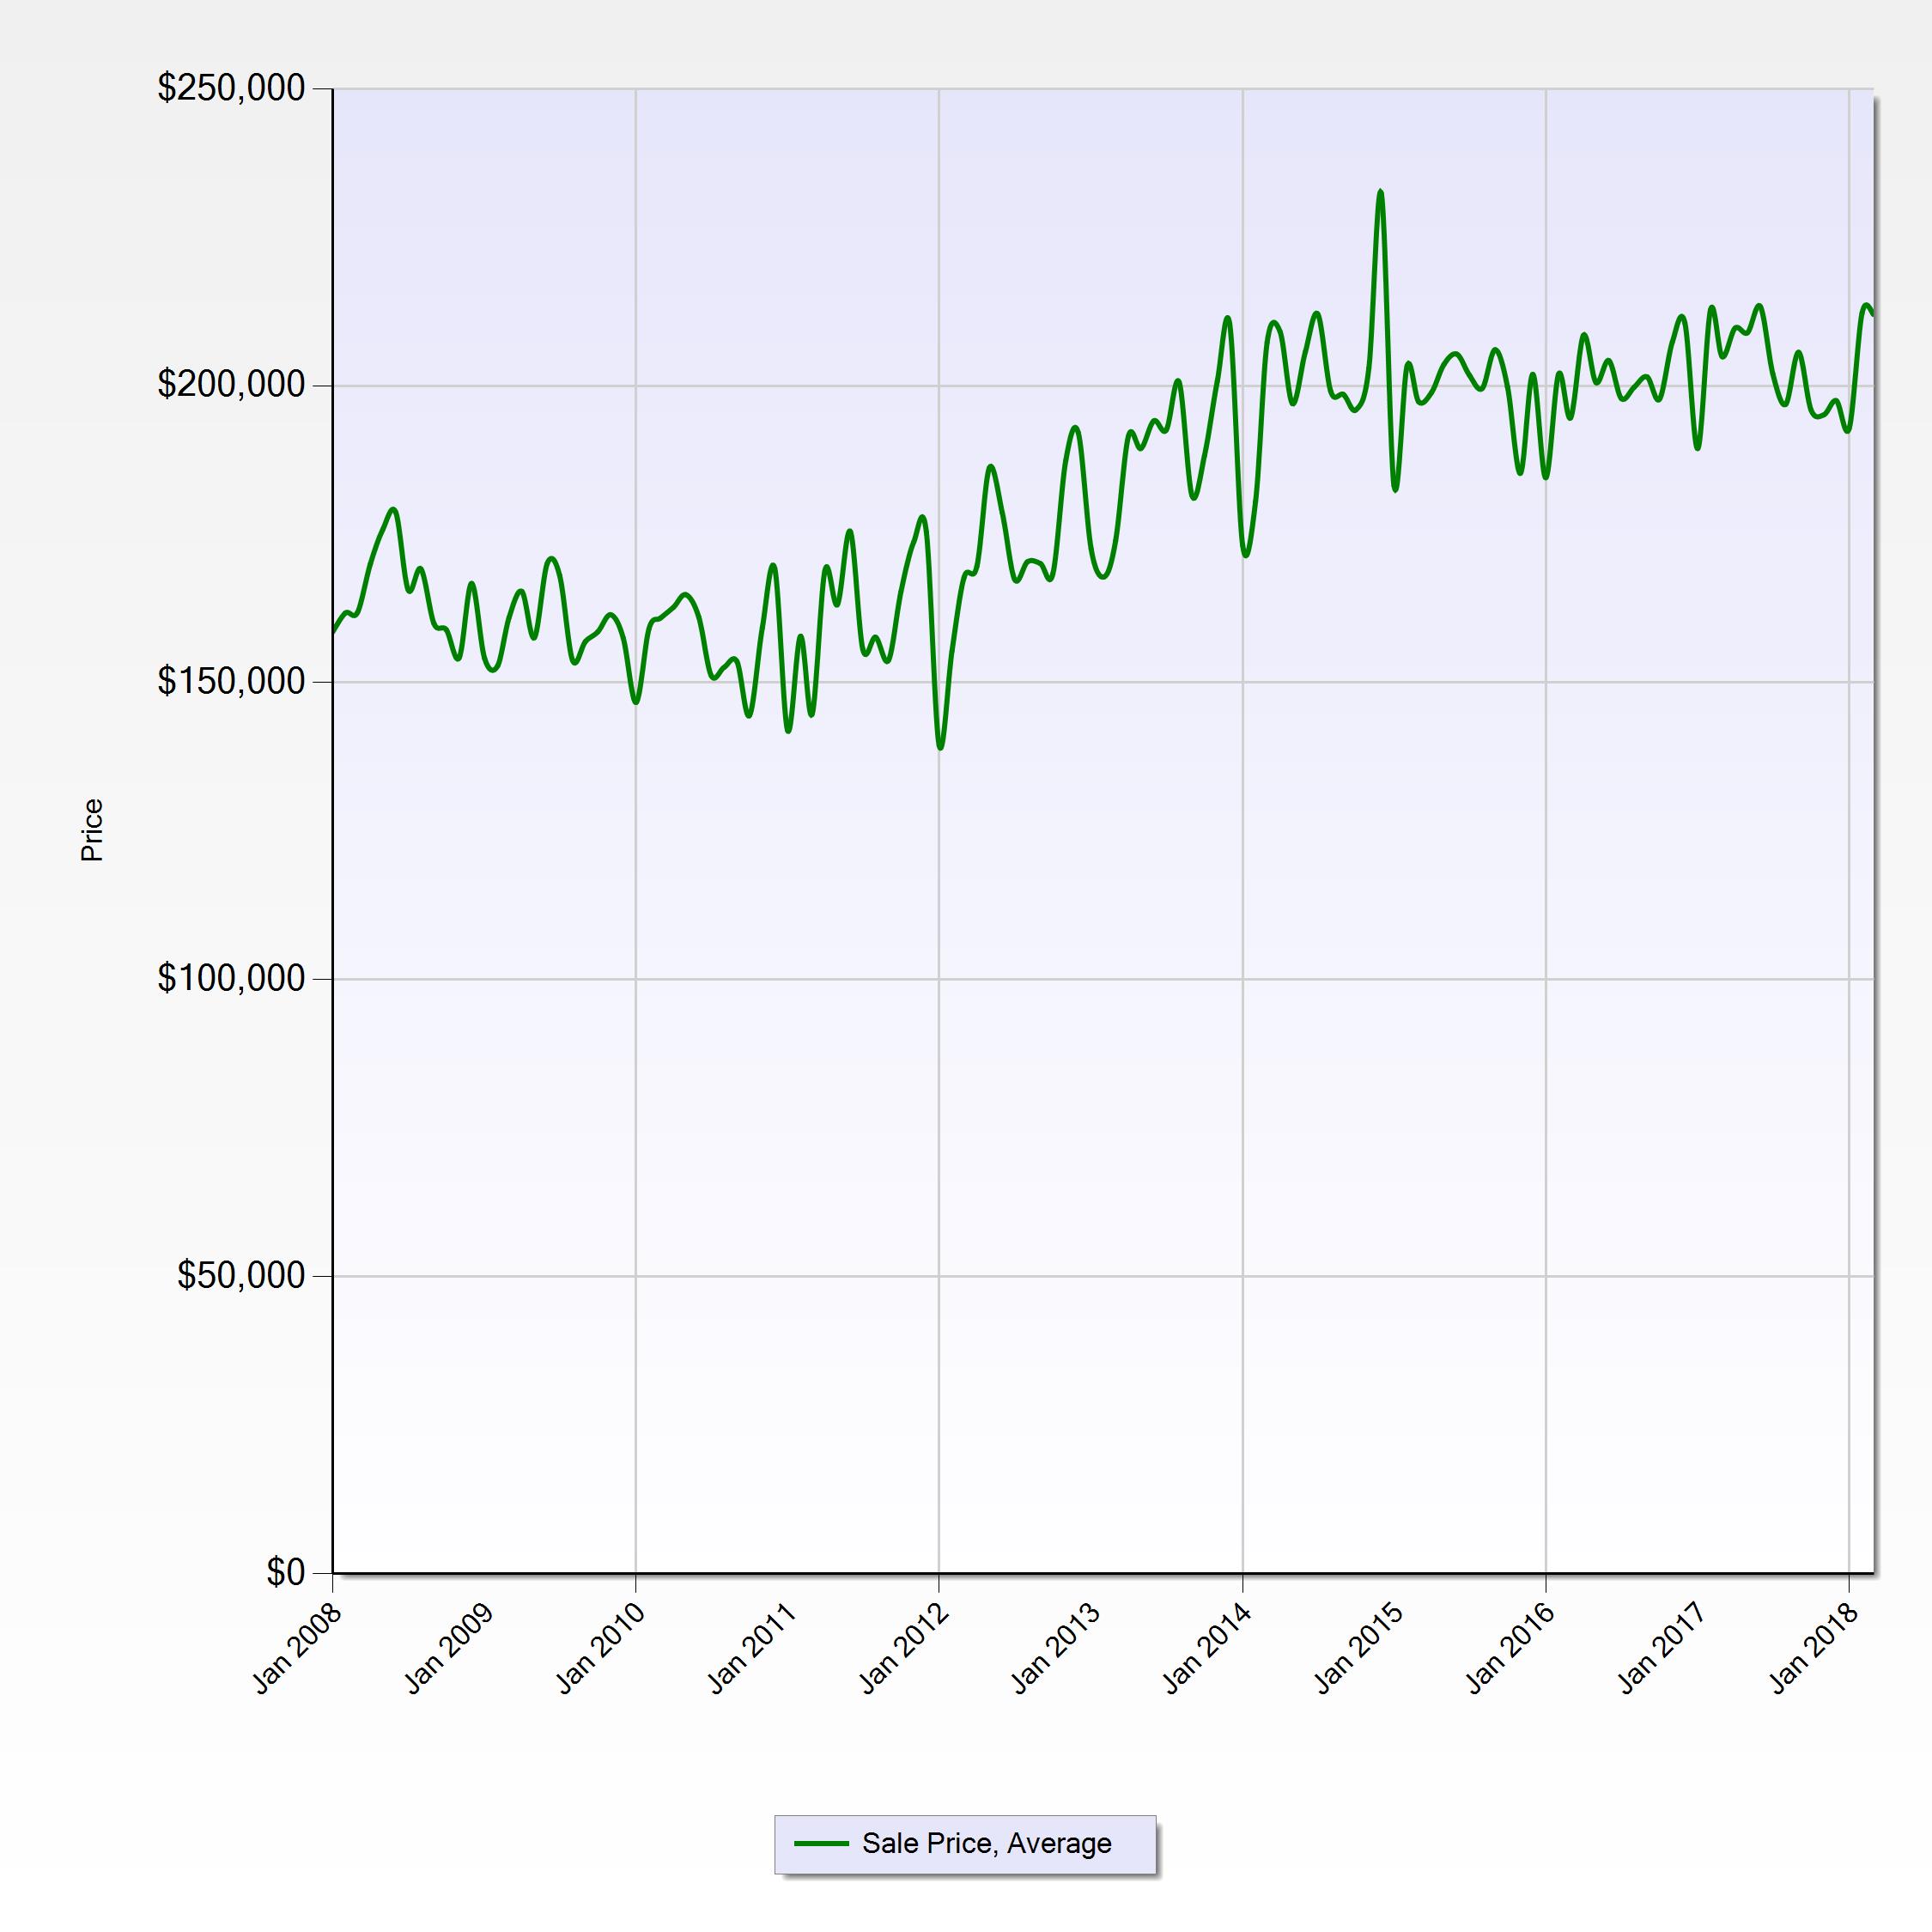 $250,000
$200,000
$150,000
$100,000
$50,000
$0
Price
Jan 2008
Jan 2009
Jan 2010
Jan 2011
Jan 2012
Jan 2013
Jan 2014
Jan 2015
Jan 2016
Jan 2017
Jan 2018
Sale Price, Average